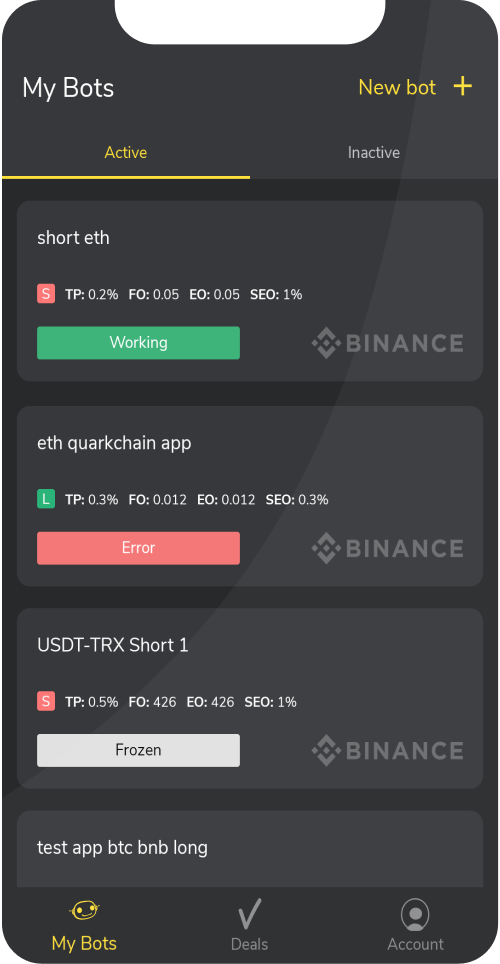 My Bots
New bot +
Active Inactive
short eth
S TP: 0.2% FO: 0.05 EO: 0.05 SEO: 1%
Working BINANCE
eth quarkchain app
L TP: 0.3% FO: 0.012 EO: 0.012 SEO: 0.3%
Error BINANCE
USDT-TRX Short 1
S TP: 0.5% FO: 426 EO: 426 SEO: 1%
Frozen BINANCE
test app btc bnb long
My Bots Deals Account